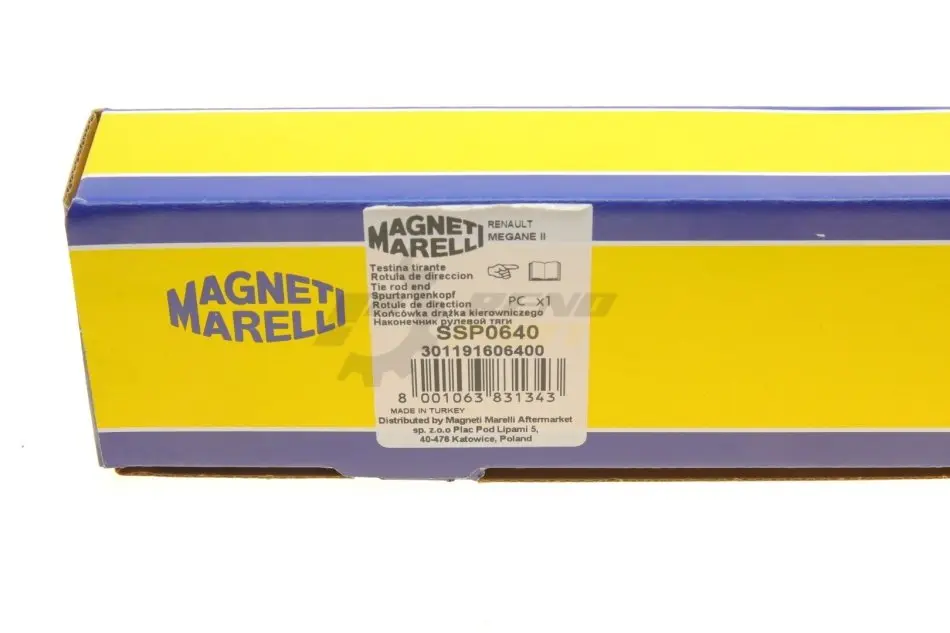 MAGNETI
MARELLI
MAGNETI
MARELLI
RENAULT
MEGANE II
Testina tirante
Rotula de direccion
Tie rod end
Spurtangenkopf
Rotule de direction
Końcówka drążka kierowniczego
Наконечник рулевой тяги
PC x1
SSP0640
301191606400
8 001063 831343
MADE IN TURKEY
Distributed by Magneti Marelli Aftermarket
sp. z.o.o Plac Pod Lipami 5,
40-476 Katowice, Poland